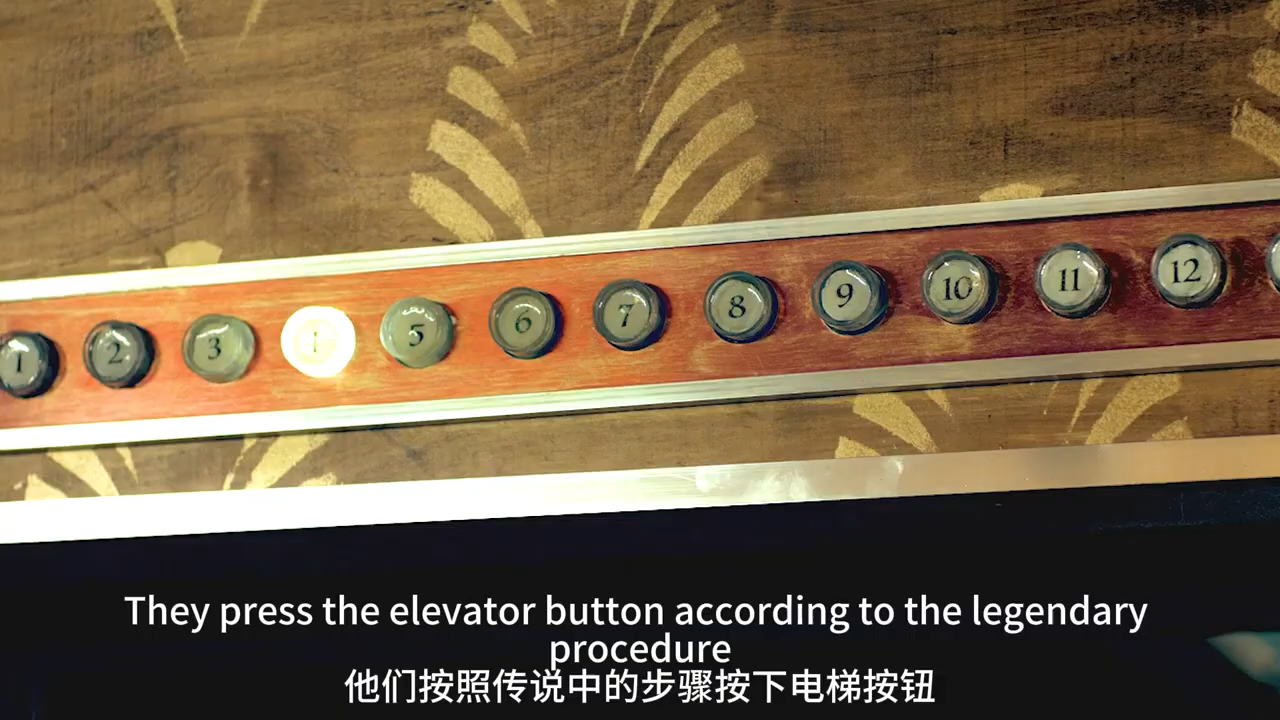 1 2 3 5 6 7 8 9 10 11 12
They press the elevator button according to the legendary
procedure
他们按照传说中的步骤按下电梯按钮